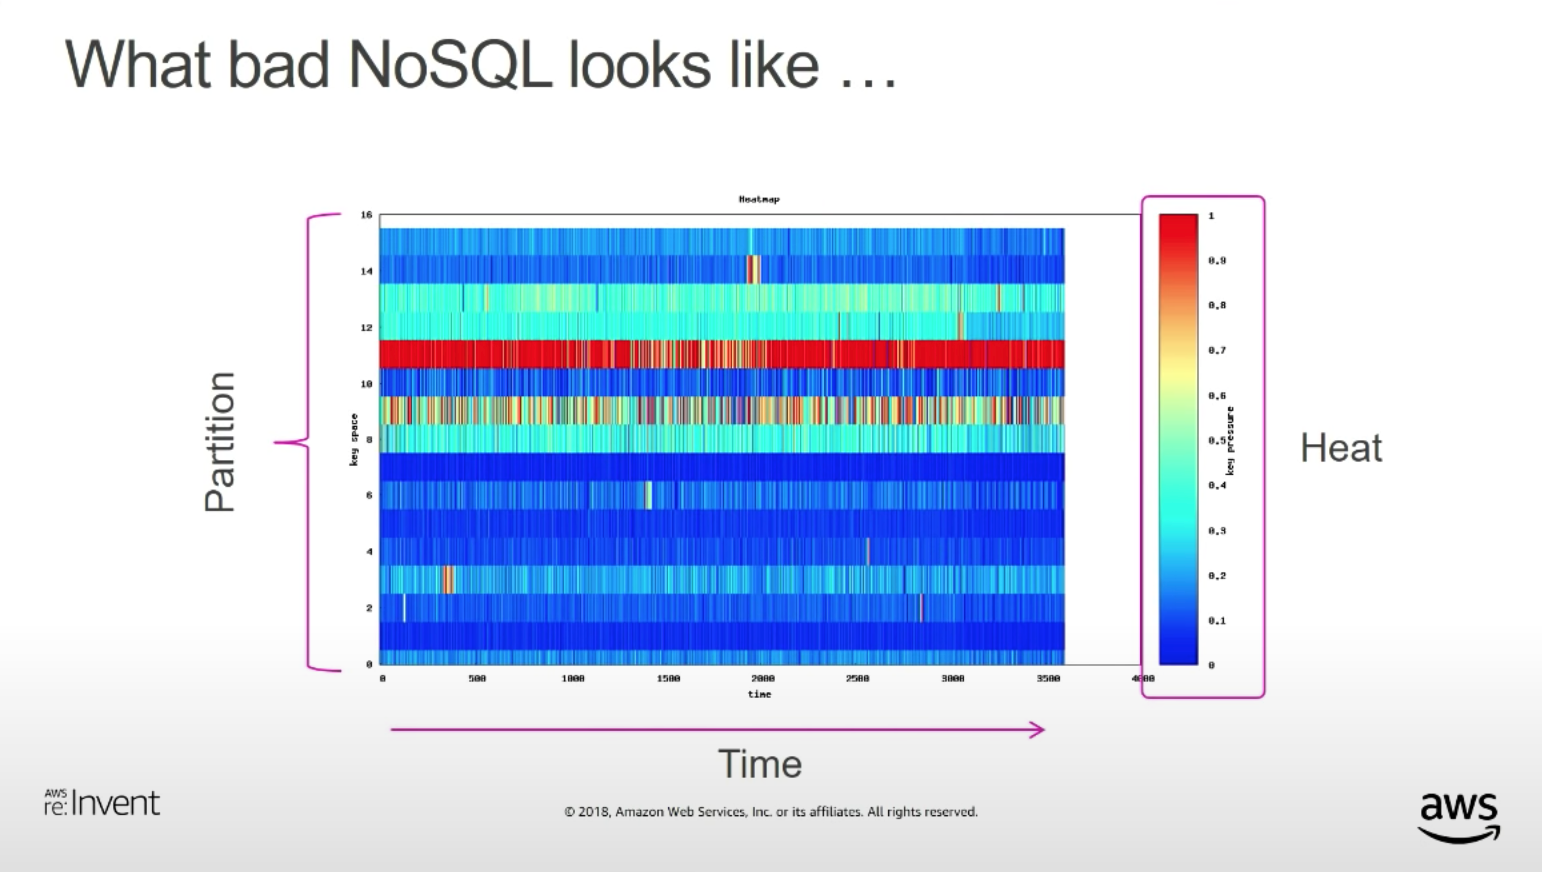 What bad NoSQL looks like ...
Heatmap
16
14
12
10
8
6
4
2
0
key space
Partition
0 500 1000 1500 2000 2500 3000 3500 4000
time
Time
1
0.9
0.8
0.7
0.6
0.5
0.4
0.3
0.2
0.1
0
key pressure
Heat
AWS
re:Invent
© 2018, Amazon Web Services, Inc. or its affiliates. All rights reserved.
aws